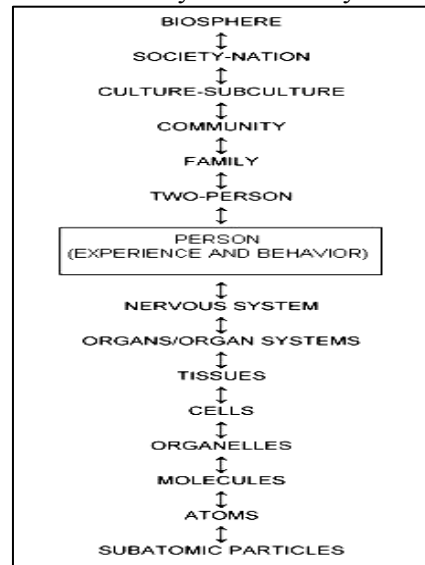 BIOSPHERE
↕
SOCIETY-NATION
↕
CULTURE-SUBCULTURE
↕
COMMUNITY
↕
FAMILY
↕
TWO-PERSON
↕
PERSON
(EXPERIENCE AND BEHAVIOR)
↕
NERVOUS SYSTEM
↕
ORGANS/ORGAN SYSTEMS
↕
TISSUES
↕
CELLS
↕
ORGANELLES
↕
MOLECULES
↕
ATOMS
↕
SUBATOMIC PARTICLES